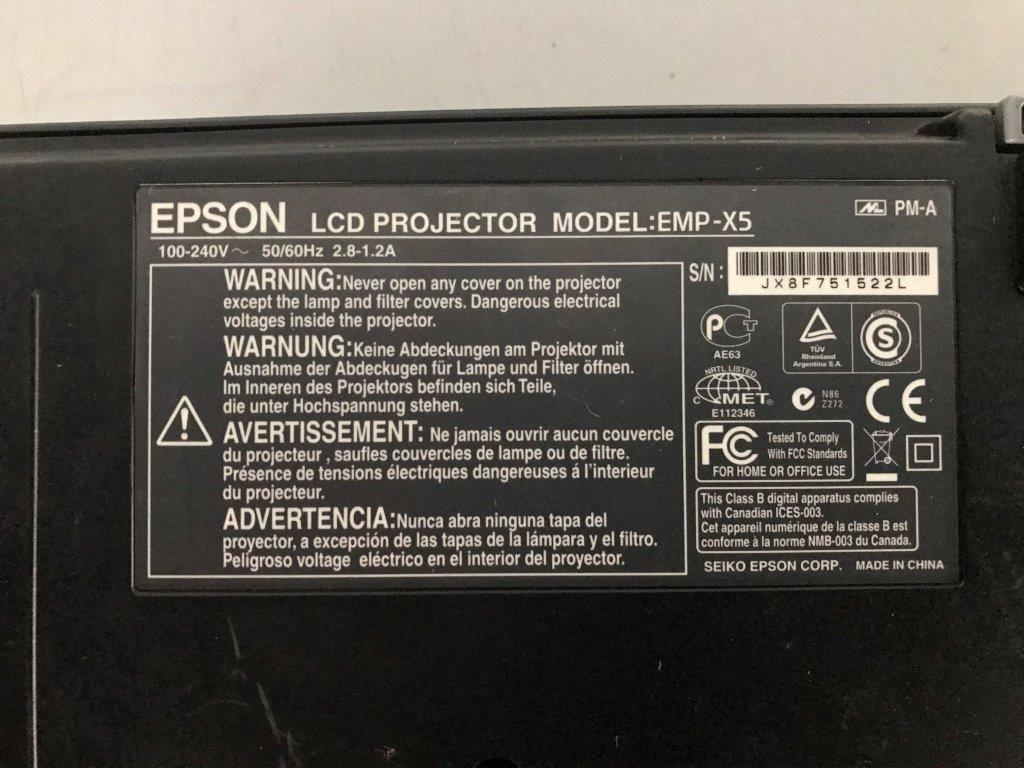 EPSON LCD PROJECTOR MODEL:EMP-X5
PM-A
100-240V~ 50/60Hz 2.8-1.2A
S/N :
JX8F751522L
WARNING:Never open any cover on the projector
except the lamp and filter covers. Dangerous electrical
voltages inside the projector.
WARNUNG:Keine Abdeckungen am Projektor mit
Ausnahme der Abdeckugen für Lampe und Filter öffnen.
Im Inneren des Projektors befinden sich Teile,
die unter Hochspannung stehen.
AVERTISSEMENT: Ne jamais ouvrir aucun couvercle
du projecteur , saufles couvercles de lampe ou de filtre.
Présence de tensions électriques dangereuses á l'interieur
du projecteur.
ADVERTENCIA:Nunca abra ninguna tapa del
proyector, a excepción de las tapas de la lámpara y el filtro.
Peligroso voltage eléctrico en el interior del proyector.
AE63
TÜV
Rheinland
Argentina S.A.
REPUBLICA
S
ARGENTINA
NRTL LISTED
C MET®
E112346
N86
Z272
CE
FC Tested To Comply
With FCC Standards
FOR HOME OR OFFICE USE
This Class B digital apparatus complies
with Canadian ICES-003.
Cet appareil numérique de la classe B est
conforme à la norme NMB-003 du Canada.
SEIKO EPSON CORP. MADE IN CHINA